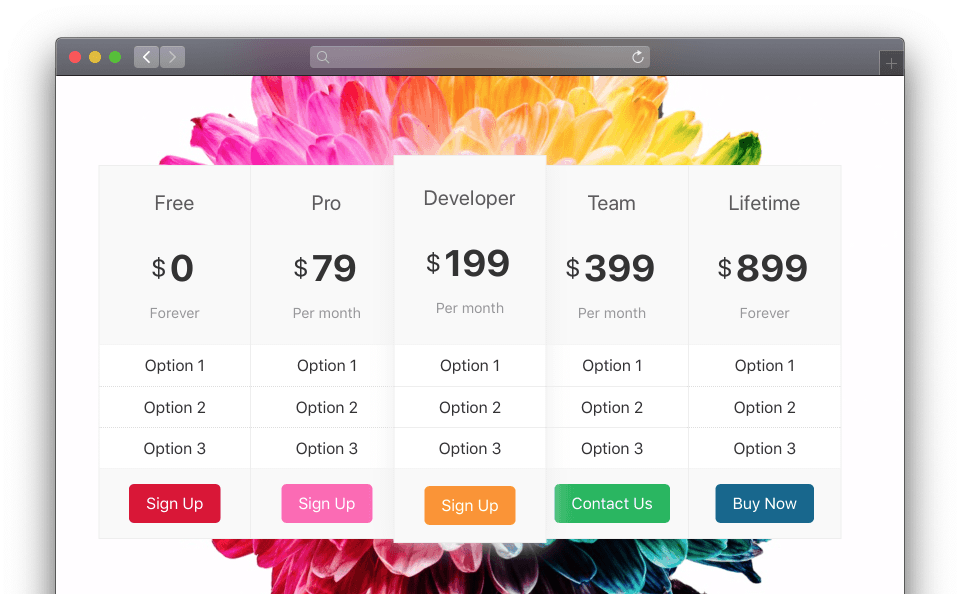 Free
$0
Forever
Option 1
Option 2
Option 3
Sign Up
Pro
$79
Per month
Option 1
Option 2
Option 3
Sign Up
Developer
$199
Per month
Option 1
Option 2
Option 3
Sign Up
Team
$399
Per month
Option 1
Option 2
Option 3
Contact Us
Lifetime
$899
Forever
Option 1
Option 2
Option 3
Buy Now